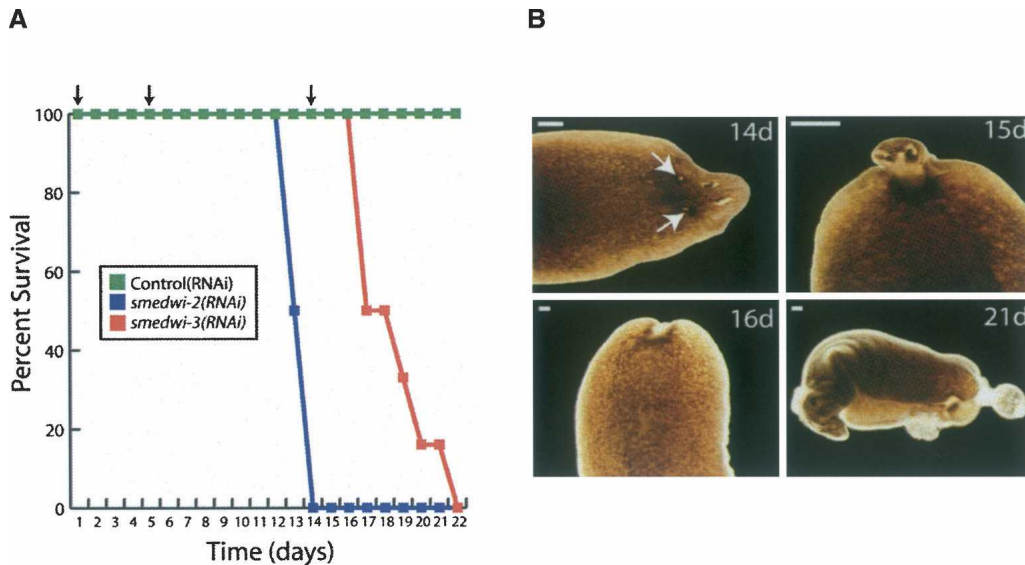 A
Percent Survival
100
80
60
40
20
0
Control(RNAi)
smedwi-2(RNAi)
smedwi-3(RNAi)
1 2 3 4 5 6 7 8 9 10 11 12 13 14 15 16 17 18 19 20 21 22
Time (days)
B
14d
15d
16d
21d